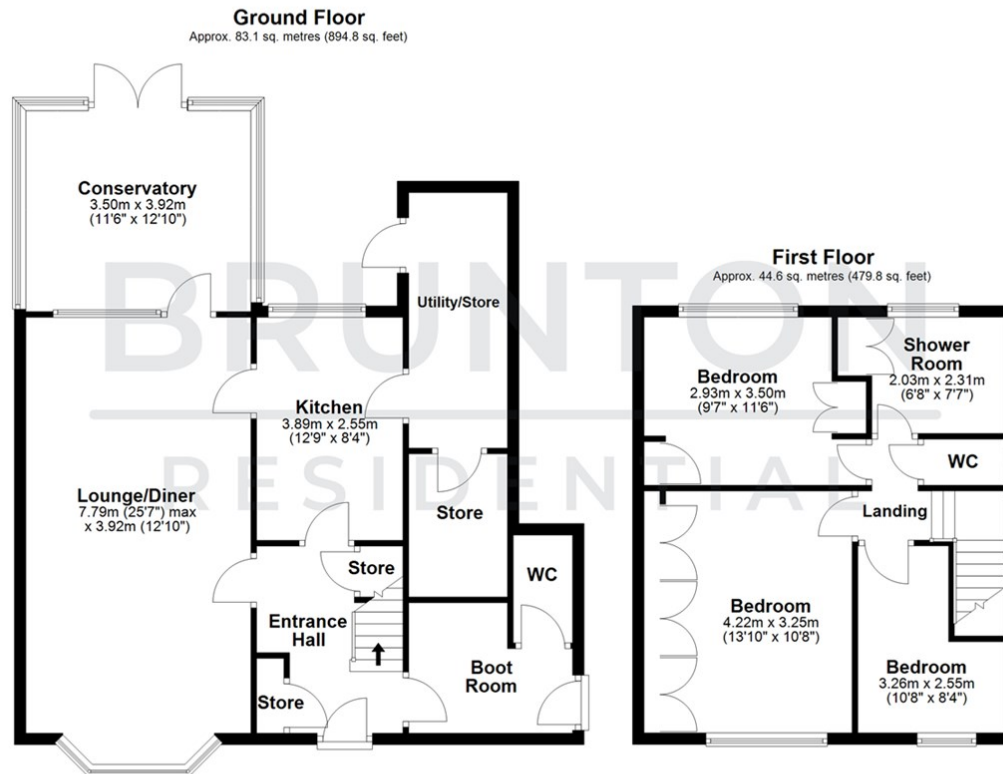 Ground Floor
Approx. 83.1 sq. metres (894.8 sq. feet)
Conservatory
3.50m x 3.92m
(11'6" x 12'10")
Utility/Store
Kitchen
3.89m x 2.55m
(12'9" x 8'4")
Lounge/Diner
7.79m (25'7") max
x 3.92m (12'10")
Store
Store
WC
Entrance
Hall
Boot
Room
Store
First Floor
Approx. 44.6 sq. metres (479.8 sq. feet)
Shower
Room
2.03m x 2.31m
(6'8" x 7'7")
Bedroom
2.93m x 3.50m
(9'7" x 11'6")
WC
Landing
Bedroom
4.22m x 3.25m
(13'10" x 10'8")
Bedroom
3.26m x 2.55m
(10'8" x 8'4")
BRUNTON
RESIDENTIAL